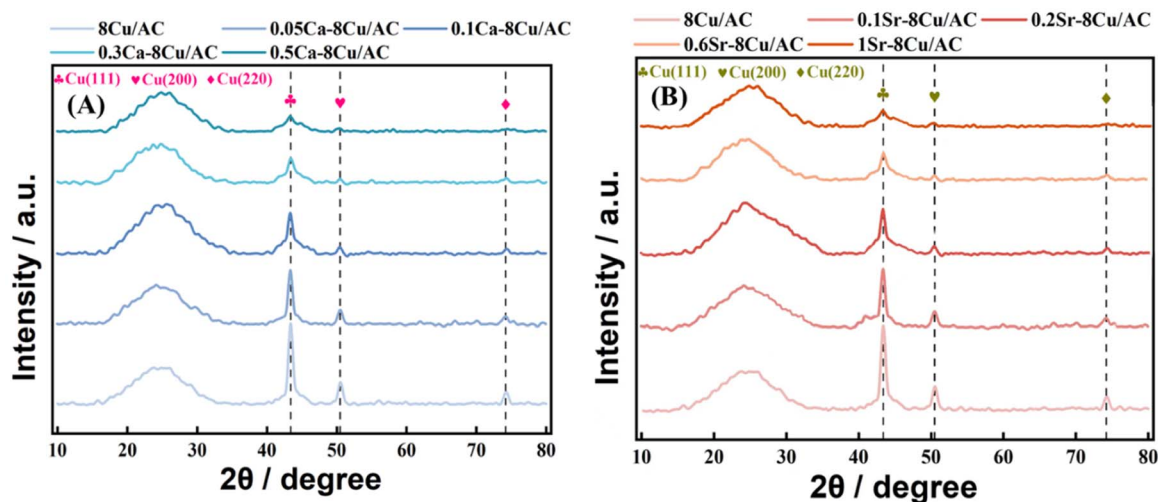 8Cu/AC 0.05Ca-8Cu/AC 0.1Ca-8Cu/AC
0.3Ca-8Cu/AC 0.5Ca-8Cu/AC
♣Cu(111) ♥Cu(200) ♦Cu(220)
(A)
♣ ♥ ♦
Intensity / a.u.
10 20 30 40 50 60 70 80
2θ / degree
8Cu/AC 0.1Sr-8Cu/AC 0.2Sr-8Cu/AC
0.6Sr-8Cu/AC 1Sr-8Cu/AC
♣Cu(111) ♥Cu(200) ♦Cu(220)
(B)
♣ ♥ ♦
Intensity / a.u.
10 20 30 40 50 60 70 80
2θ / degree